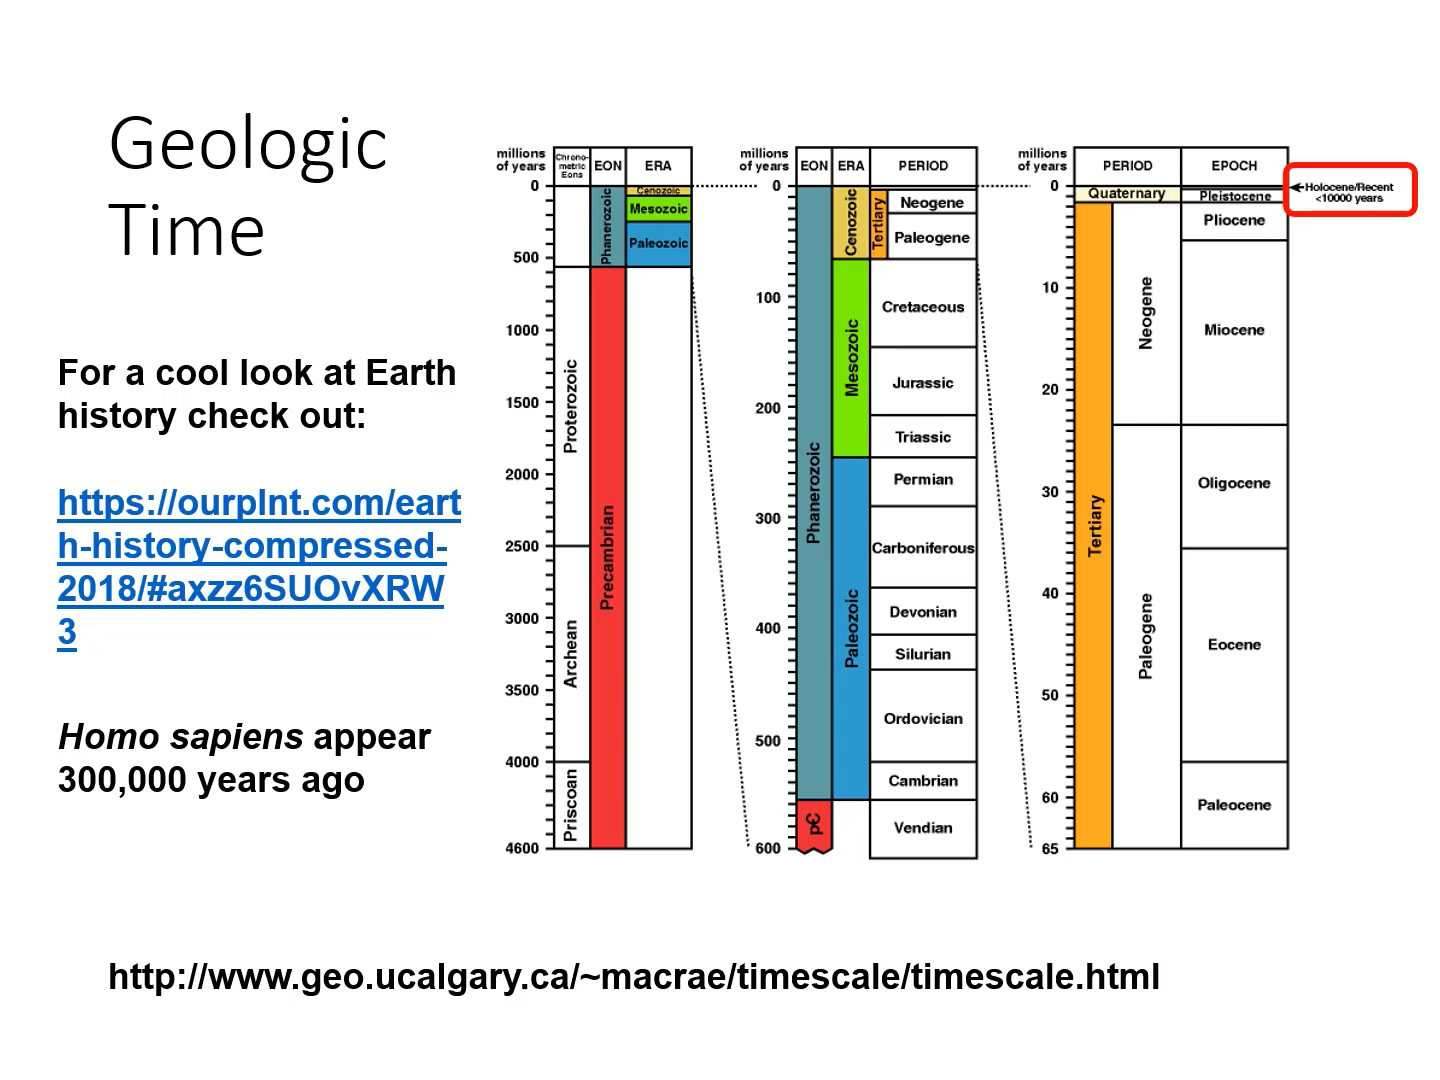 Geologic
Time
For a cool look at Earth
history check out:
https://ourplnt.com/eart
h-history-compressed-
2018/#axzz6SUOvXRW
3
Homo sapiens appear
300,000 years ago
millions
of years
Chrono-
metric
Eons
EON
ERA
0
500
1000
1500
2000
2500
3000
3500
4000
4600
Proterozoic
Archean
Priscoan
Phanerozoic
Precambrian
Cenozoic
Mesozoic
Paleozoic
millions
of years
EON
ERA
PERIOD
0
100
200
300
400
500
600
Phanerozoic
p€
Cenozoic
Mesozoic
Paleozoic
Tertiary
Neogene
Paleogene
Cretaceous
Jurassic
Triassic
Permian
Carboniferous
Devonian
Silurian
Ordovician
Cambrian
Vendian
millions
of years
PERIOD
EPOCH
0
10
20
30
40
50
60
65
Quaternary
Tertiary
Neogene
Paleogene
Pleistocene
Pliocene
Miocene
Oligocene
Eocene
Paleocene
Holocene/Recent
<10000 years
http://www.geo.ucalgary.ca/~macrae/timescale/timescale.html